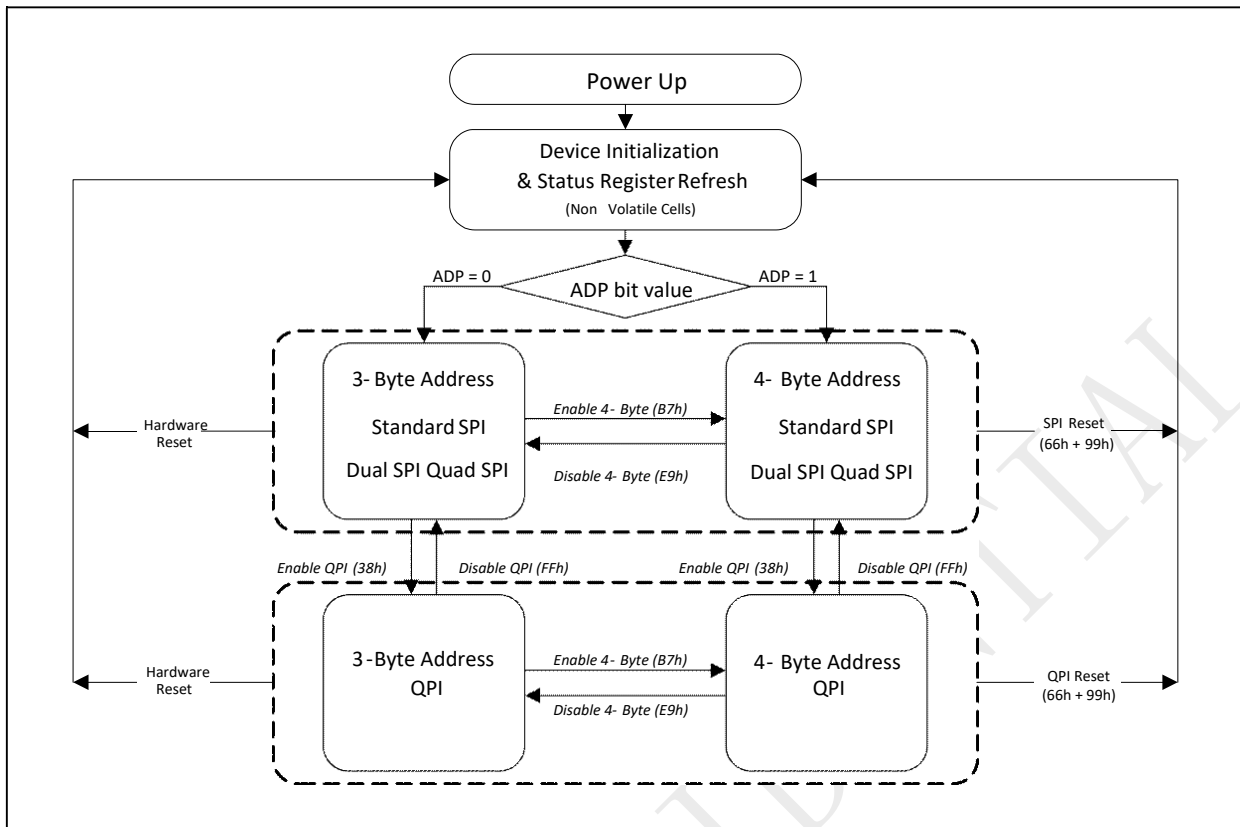 Power Up
Device Initialization
& Status Register Refresh
(Non Volatile Cells)
ADP = 0
ADP bit value
ADP = 1
3- Byte Address
Standard SPI
Dual SPI Quad SPI
Enable 4- Byte (B7h)
Disable 4- Byte (E9h)
4- Byte Address
Standard SPI
Dual SPI Quad SPI
Hardware
Reset
SPI Reset
(66h + 99h)
Enable QPI (38h)
Disable QPI (FFh)
Enable QPI (38h)
Disable QPI (FFh)
3-Byte Address
QPI
Enable 4- Byte (B7h)
Disable 4- Byte (E9h)
4- Byte Address
QPI
Hardware
Reset
QPI Reset
(66h + 99h)